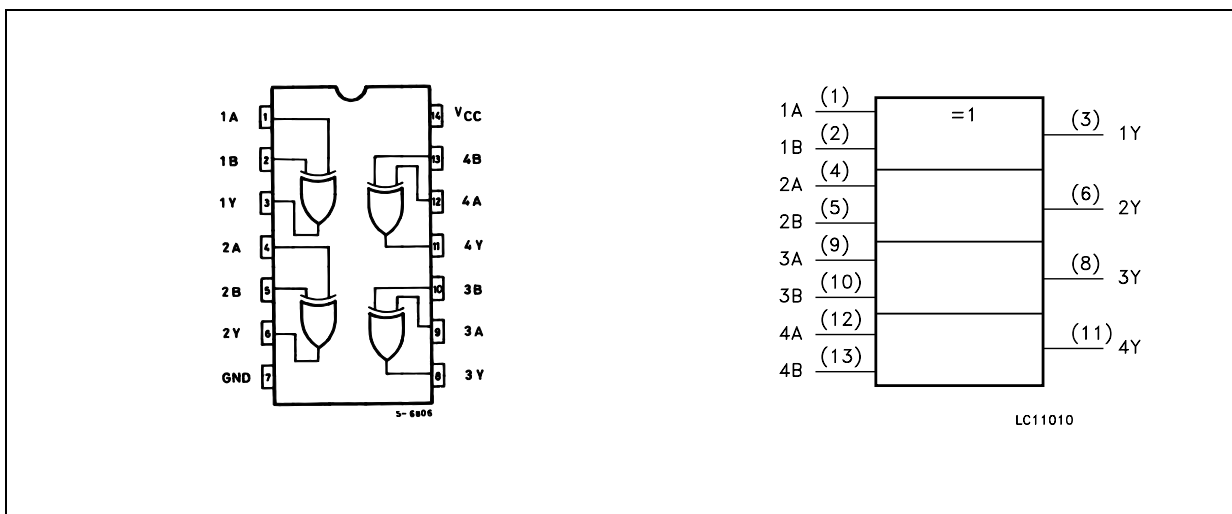 1A 1 14 VCC
1B 2 13 4B
1Y 3 12 4A
2A 4 11 4Y
2B 5 10 3B
2Y 6 9 3A
GND 7 8 3Y
S-6806
1A (1) =1 (3) 1Y
1B (2)
2A (4) (6) 2Y
2B (5)
3A (9) (8) 3Y
3B (10)
4A (12) (11) 4Y
4B (13)
LC11010